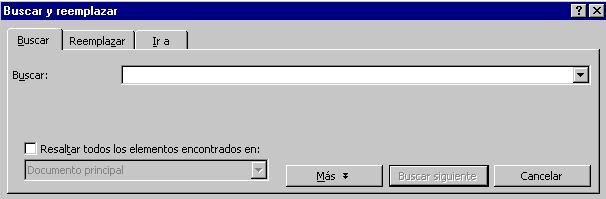 Buscar y reemplazar
Buscar Reemplazar Ir a
Buscar:
Resaltar todos los elementos encontrados en:
Documento principal
Más Buscar siguiente Cancelar